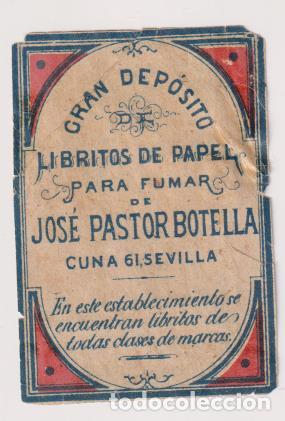 GRAN DEPÓSITO
DE
LIBRITOS DE PAPEL
PARA FUMAR
DE
JOSÉ PASTOR BOTELLA
CUNA 61, SEVILLA
En este establecimiento se
encuentran libritos de
todas clases de marcas.
todocoleccion.net